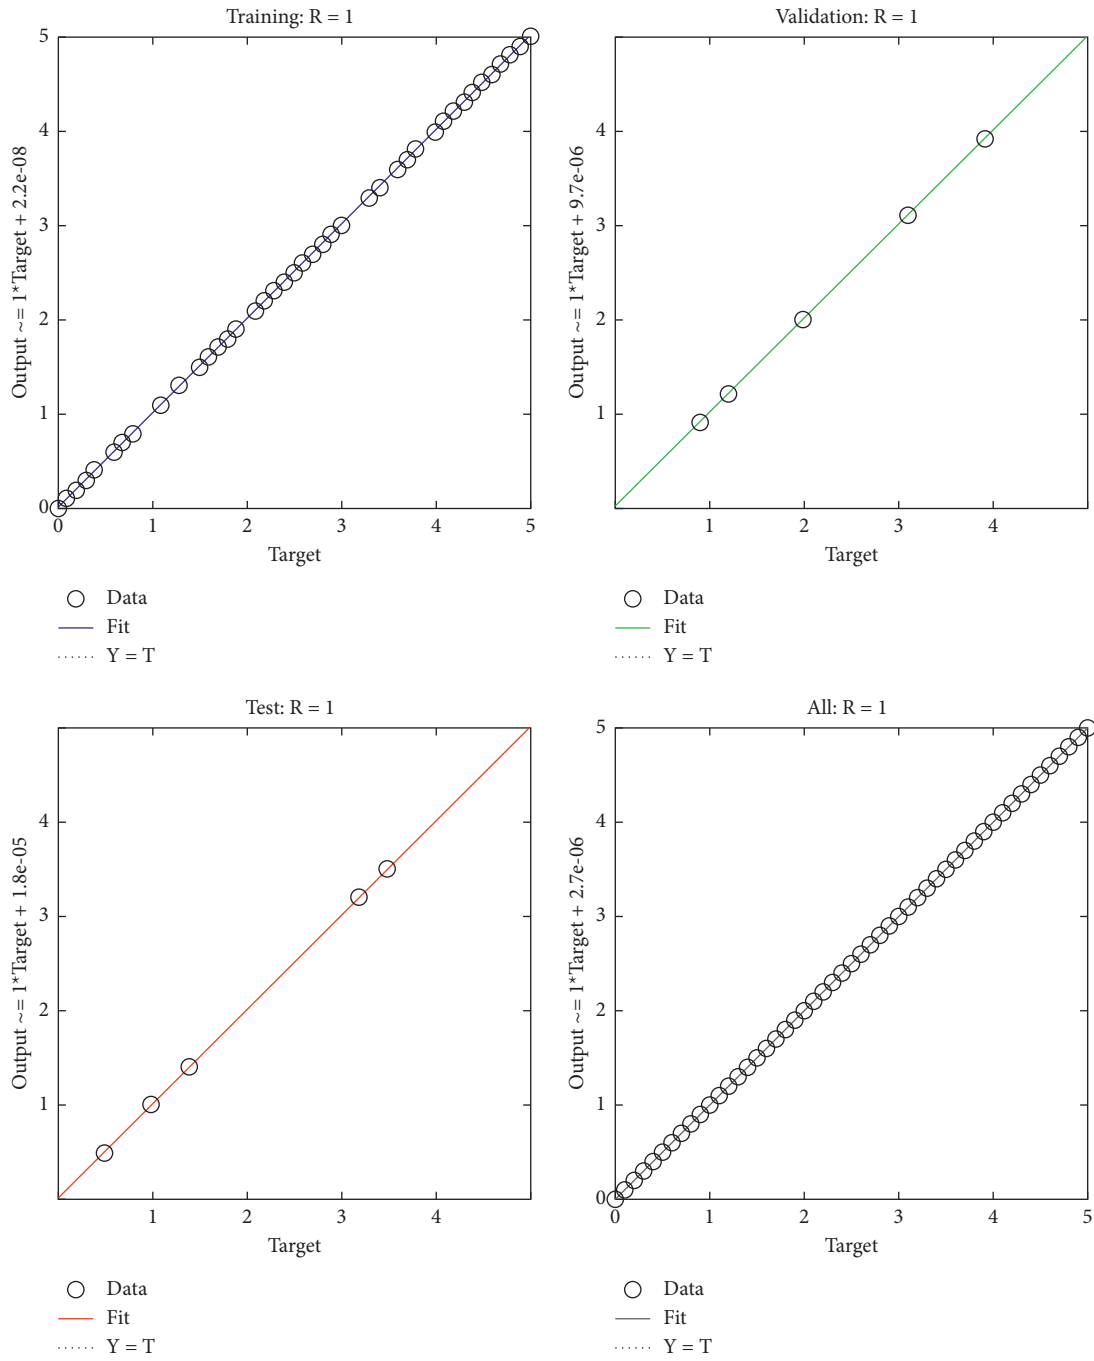 Training: R = 1
Output ~= 1*Target + 2.2e-08
5
4
3
2
1
0
0 1 2 3 4 5
Target
Data
Fit
Y = T
Validation: R = 1
Output ~= 1*Target + 9.7e-06
4
3
2
1
1 2 3 4
Target
Data
Fit
Y = T
Test: R = 1
Output ~= 1*Target + 1.8e-05
4
3
2
1
1 2 3 4
Target
Data
Fit
Y = T
All: R = 1
Output ~= 1*Target + 2.7e-06
5
4
3
2
1
0
0 1 2 3 4 5
Target
Data
Fit
Y = T